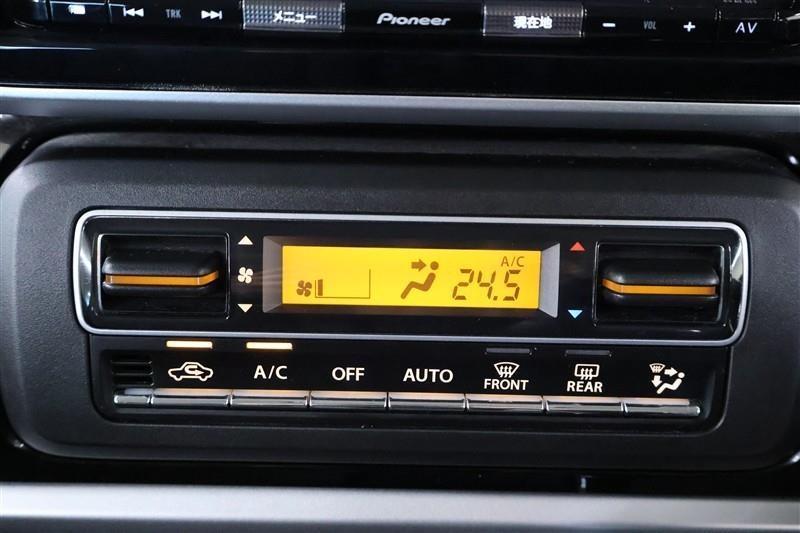 TRK メニュー Pioneer 現在地 − VOL + AV
A/C
24.5
A/C OFF AUTO FRONT REAR